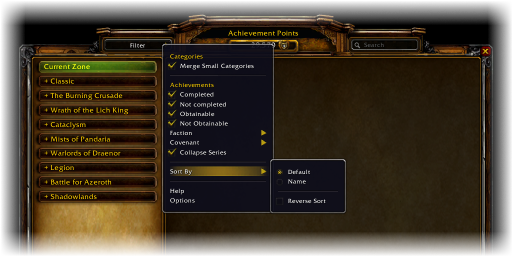 Achievement Points
Filter
Search
Current Zone
+ Classic
+ The Burning Crusade
+ Wrath of the Lich King
+ Cataclysm
+ Mists of Pandaria
+ Warlords of Draenor
+ Legion
+ Battle for Azeroth
+ Shadowlands
Categories
Merge Small Categories
Achievements
Completed
Not completed
Obtainable
Not Obtainable
Faction
Covenant
Collapse Series
Sort By
Help
Options
Default
Name
Reverse Sort